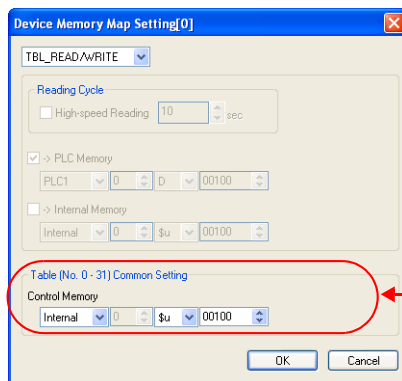 Device Memory Map Setting[0]
TBL_READ/WRITE
Reading Cycle
High-speed Reading 10 sec
-> PLC Memory
PLC1 0 D 00100
-> Internal Memory
Internal 0 $u 00100
Table (No. 0 - 31) Common Setting
Control Memory
Internal 0 $u 00100
OK Cancel